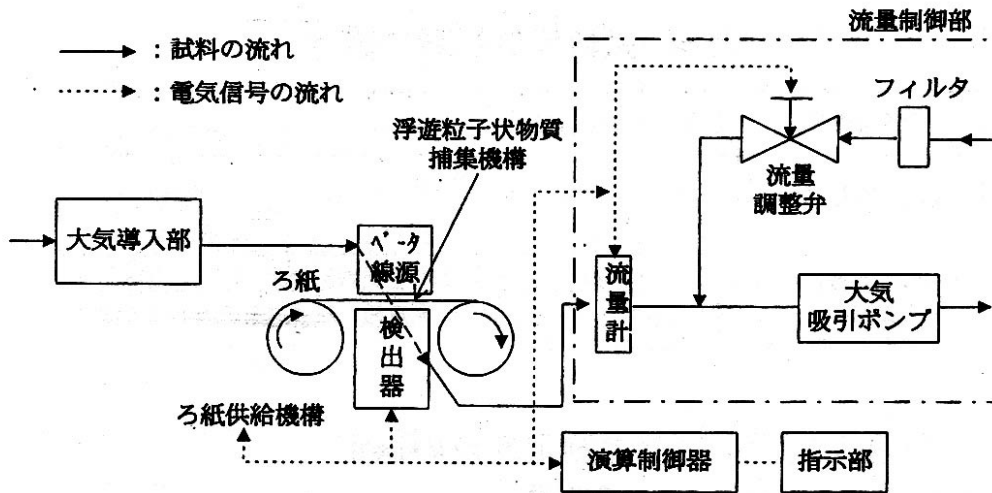 流量制御部
：試料の流れ
：電気信号の流れ
フィルタ
浮遊粒子状物質
捕集機構
流量
調整弁
大気導入部
ベータ
線源
ろ紙
流量計
大気
吸引ポンプ
検出器
ろ紙供給機構
演算制御器
指示部